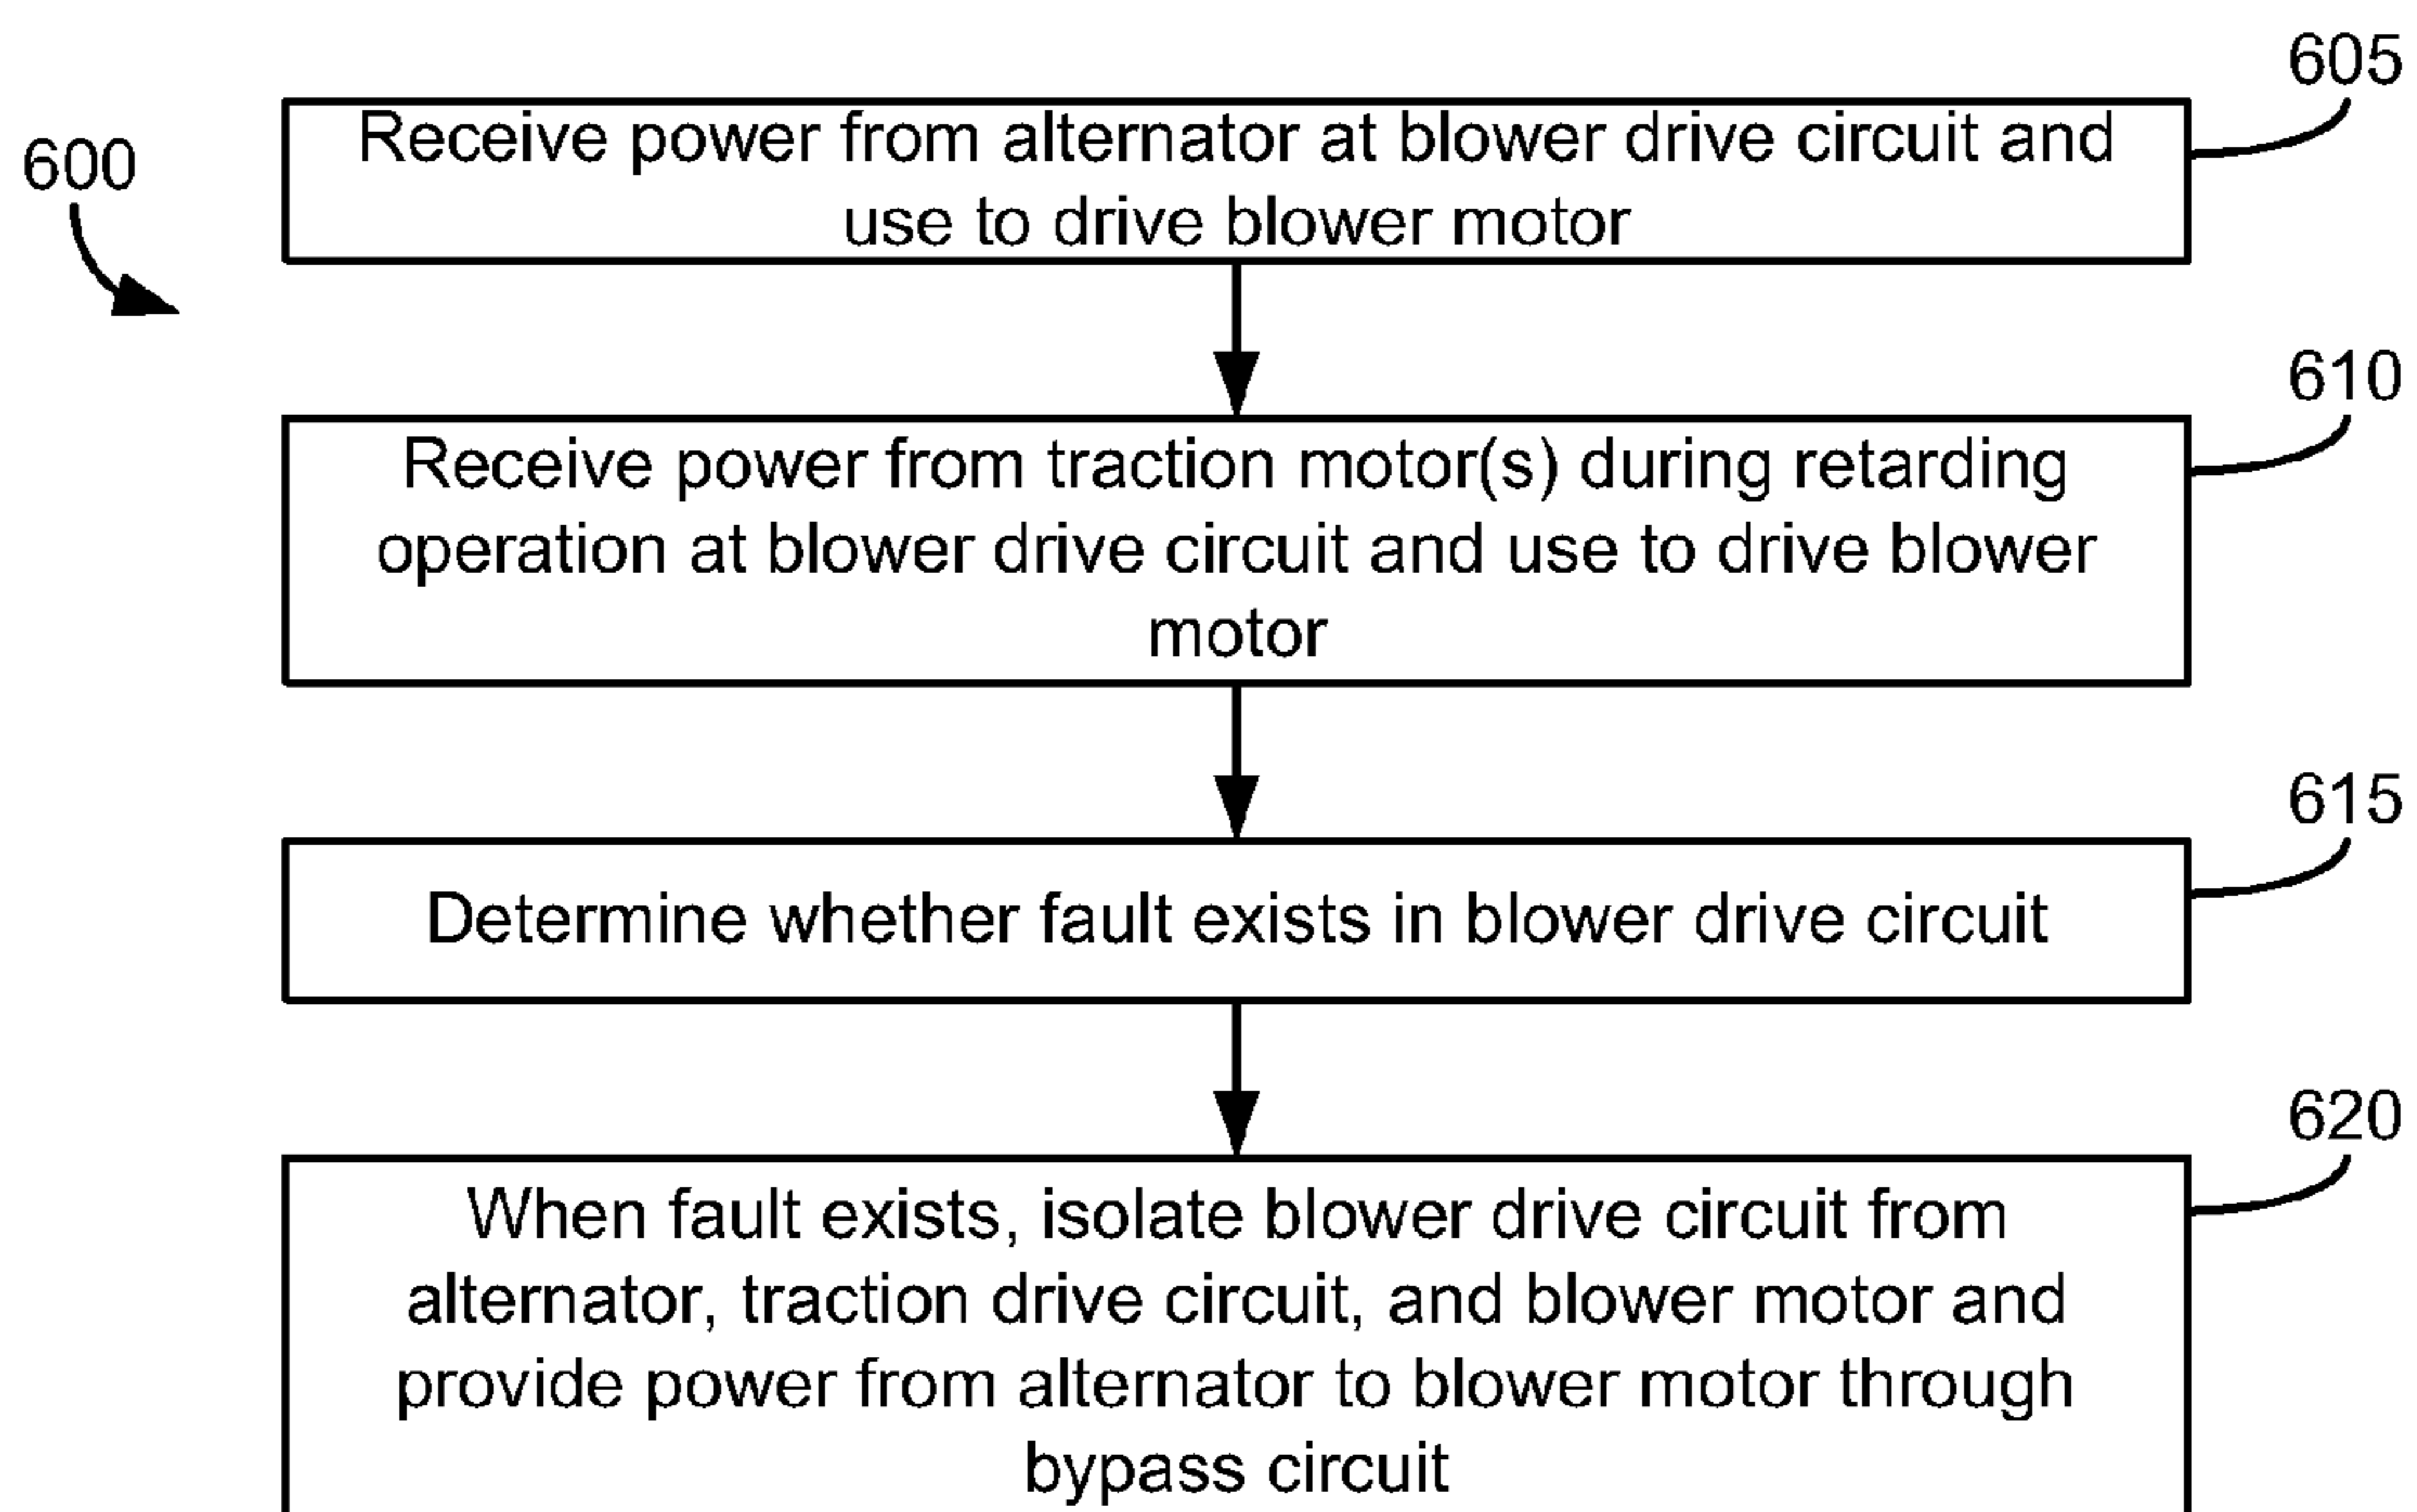 605
600
Receive power from alternator at blower drive circuit and
use to drive blower motor
610
Receive power from traction motor(s) during retarding
operation at blower drive circuit and use to drive blower
motor
615
Determine whether fault exists in blower drive circuit
620
When fault exists, isolate blower drive circuit from
alternator, traction drive circuit, and blower motor and
provide power from alternator to blower motor through
bypass circuit